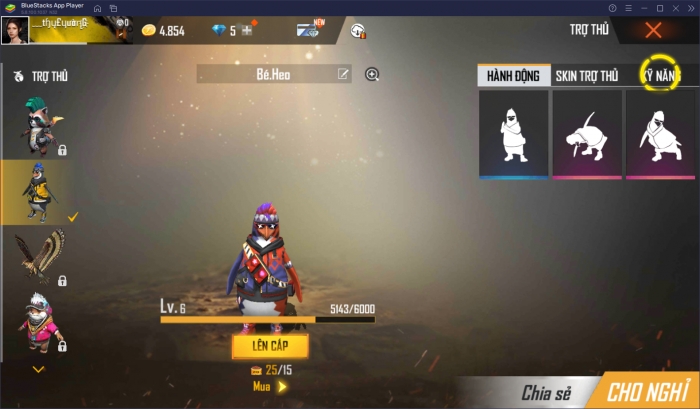 BlueStacks App Player
4.854
5
NEW
TRỢ THỦ
TRỢ THỦ
Bé.Heo
HÀNH ĐỘNG
SKIN TRỢ THỦ
KỸ NĂNG
Lv. 6
5143/6000
LÊN CẤP
25/15
Mua
Chia sẻ
CHO NGHỈ